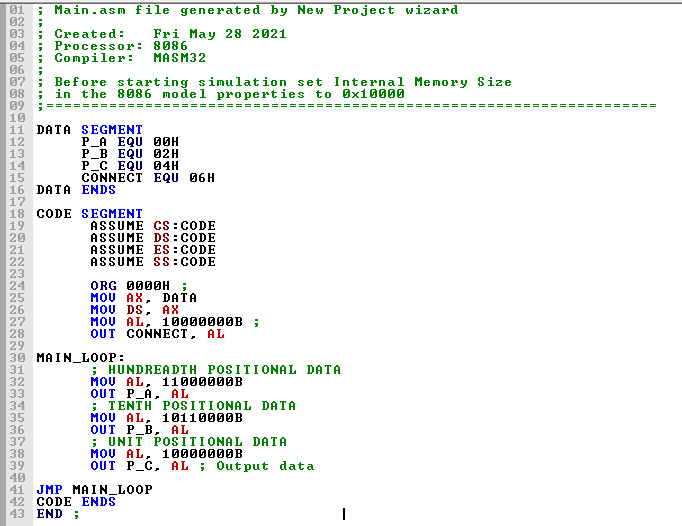 01 ; Main.asm file generated by New Project wizard
02 ;
03 ; Created:   Fri May 28 2021
04 ; Processor: 8086
05 ; Compiler:  MASM32
06 ;
07 ; Before starting simulation set Internal Memory Size
08 ; in the 8086 model properties to 0x10000
09 ;====================================================================
10
11 DATA SEGMENT
12      P_A EQU 00H
13      P_B EQU 02H
14      P_C EQU 04H
15      CONNECT EQU 06H
16 DATA ENDS
17
18 CODE SEGMENT
19       ASSUME CS:CODE
20       ASSUME DS:CODE
21       ASSUME ES:CODE
22       ASSUME SS:CODE
23
24       ORG 0000H ;
25       MOV AX, DATA
26       MOV DS, AX
27       MOV AL, 10000000B ;
28       OUT CONNECT, AL
29
30 MAIN_LOOP:
31       ; HUNDREADTH POSITIONAL DATA
32       MOV AL, 11000000B
33       OUT P_A, AL
34       ; TENTH POSITIONAL DATA
35       MOV AL, 10110000B
36       OUT P_B, AL
37       ; UNIT POSITIONAL DATA
38       MOV AL, 10000000B
39       OUT P_C, AL ; Output data
40
41 JMP MAIN_LOOP
42 CODE ENDS
43 END ;